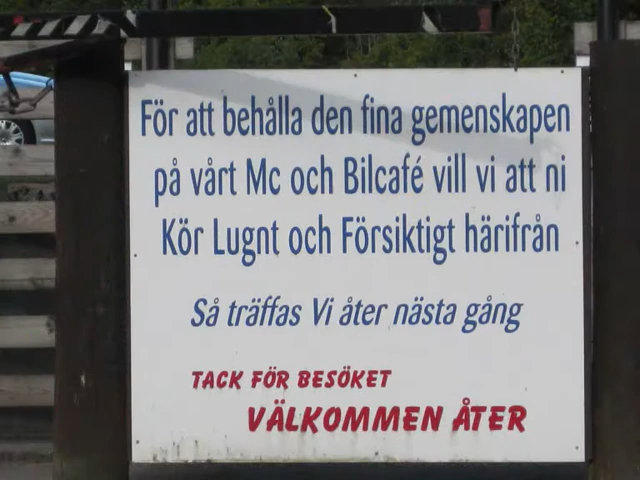 För att behålla den fina gemenskapen
på vårt Mc och Bilcafé vill vi att ni
Kör Lugnt och Försiktigt härifrån
Så träffas Vi åter nästa gång
TACK FÖR BESÖKET
VÄLKOMMEN ÅTER